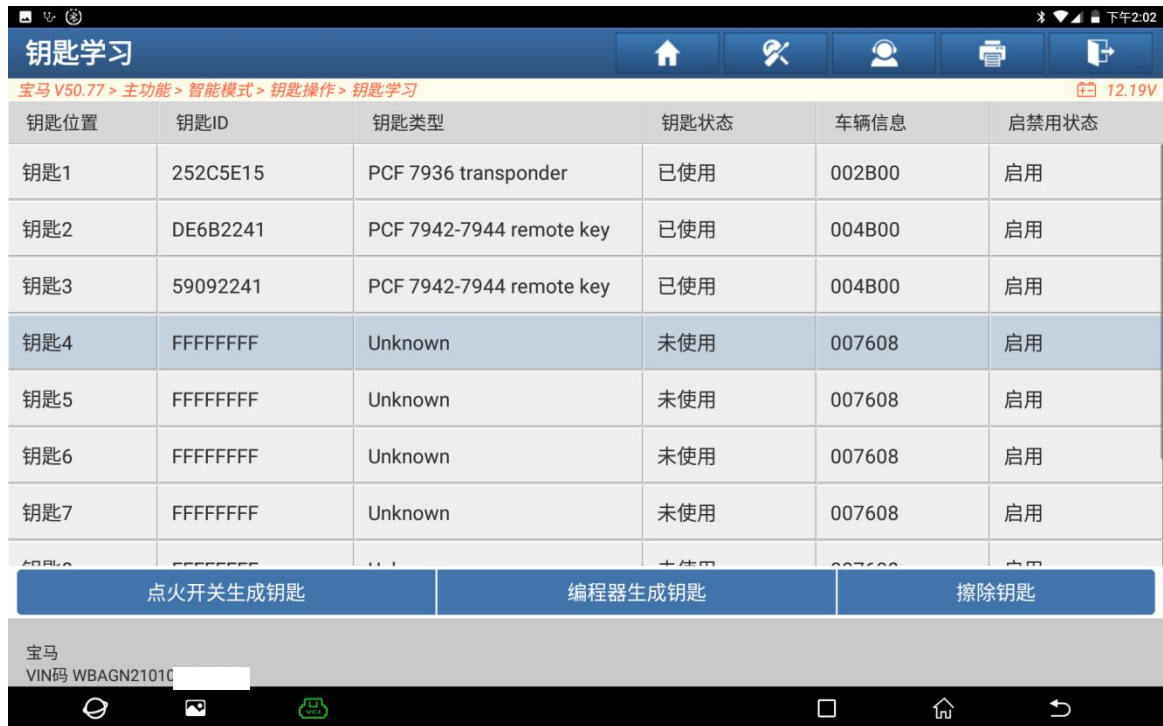 下午2:02
钥匙学习
宝马 V50.77 > 主功能 > 智能模式 > 钥匙操作 > 钥匙学习 12.19V
钥匙位置 钥匙ID 钥匙类型 钥匙状态 车辆信息 启禁用状态
钥匙1 252C5E15 PCF 7936 transponder 已使用 002B00 启用
钥匙2 DE6B2241 PCF 7942-7944 remote key 已使用 004B00 启用
钥匙3 59092241 PCF 7942-7944 remote key 已使用 004B00 启用
钥匙4 FFFFFFFF Unknown 未使用 007608 启用
钥匙5 FFFFFFFF Unknown 未使用 007608 启用
钥匙6 FFFFFFFF Unknown 未使用 007608 启用
钥匙7 FFFFFFFF Unknown 未使用 007608 启用
点火开关生成钥匙 编程器生成钥匙 擦除钥匙
宝马
VIN码 WBAGN21010
VCI